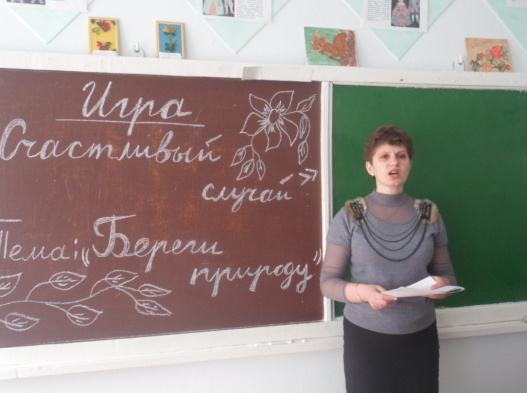 Игра
Счастливый
случай»
Тема: „Береги
природу”